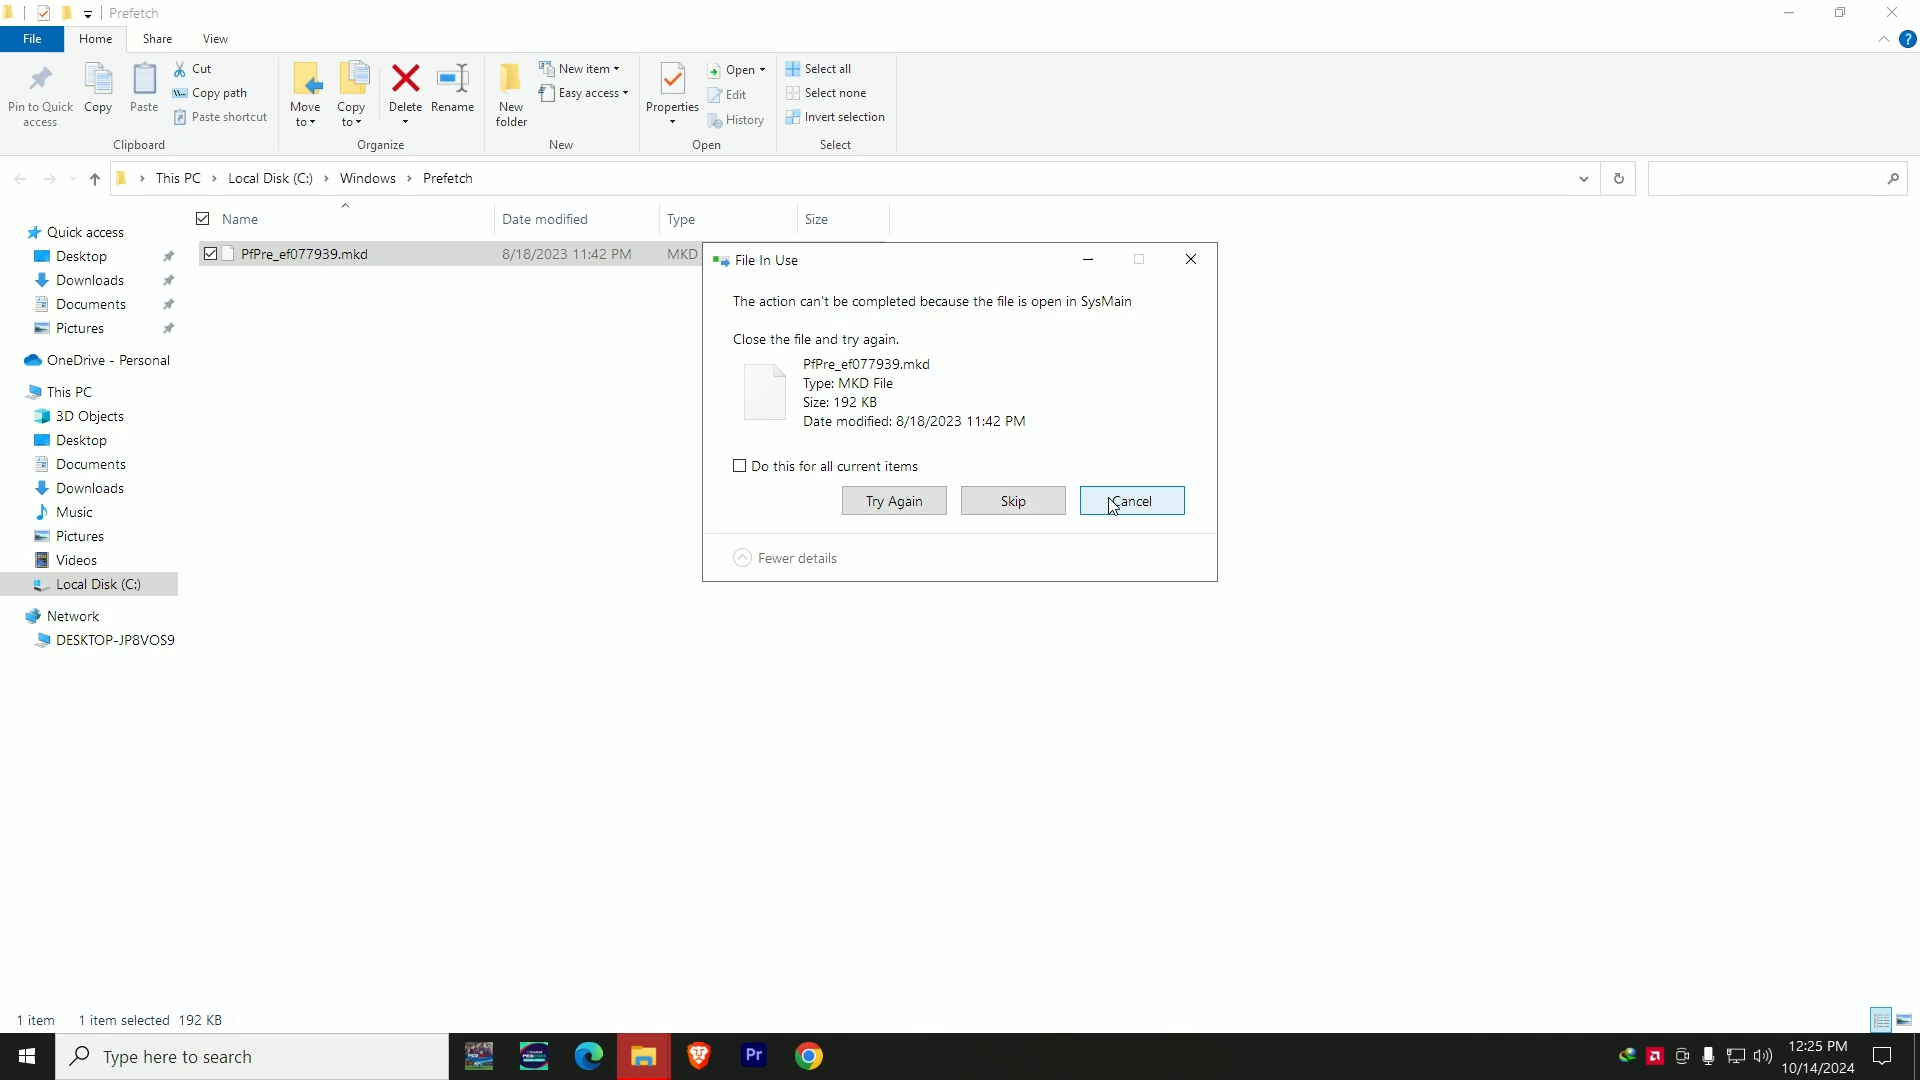 Prefetch
File
Home
Share
View
?
Pin to Quick
access
Copy
Paste
Cut
Copy path
Paste shortcut
Clipboard
Move
to
Copy
to
Delete
Rename
Organize
New
folder
New item
Easy access
New
Properties
Open
Edit
History
Open
Select all
Select none
Invert selection
Select
This PC
Local Disk (C:)
Windows
Prefetch
Name
Date modified
Type
Size
PfPre_ef077939.mkd
8/18/2023 11:42 PM
MKD
Quick access
Desktop
Downloads
Documents
Pictures
OneDrive - Personal
This PC
3D Objects
Desktop
Documents
Downloads
Music
Pictures
Videos
Local Disk (C:)
Network
DESKTOP-JP8VOS9
File In Use
The action can't be completed because the file is open in SysMain
Close the file and try again.
PfPre_ef077939.mkd
Type: MKD File
Size: 192 KB
Date modified: 8/18/2023 11:42 PM
Do this for all current items
Try Again
Skip
Cancel
Fewer details
1 item
1 item selected 192 KB
Type here to search
Pr
12:25 PM
10/14/2024